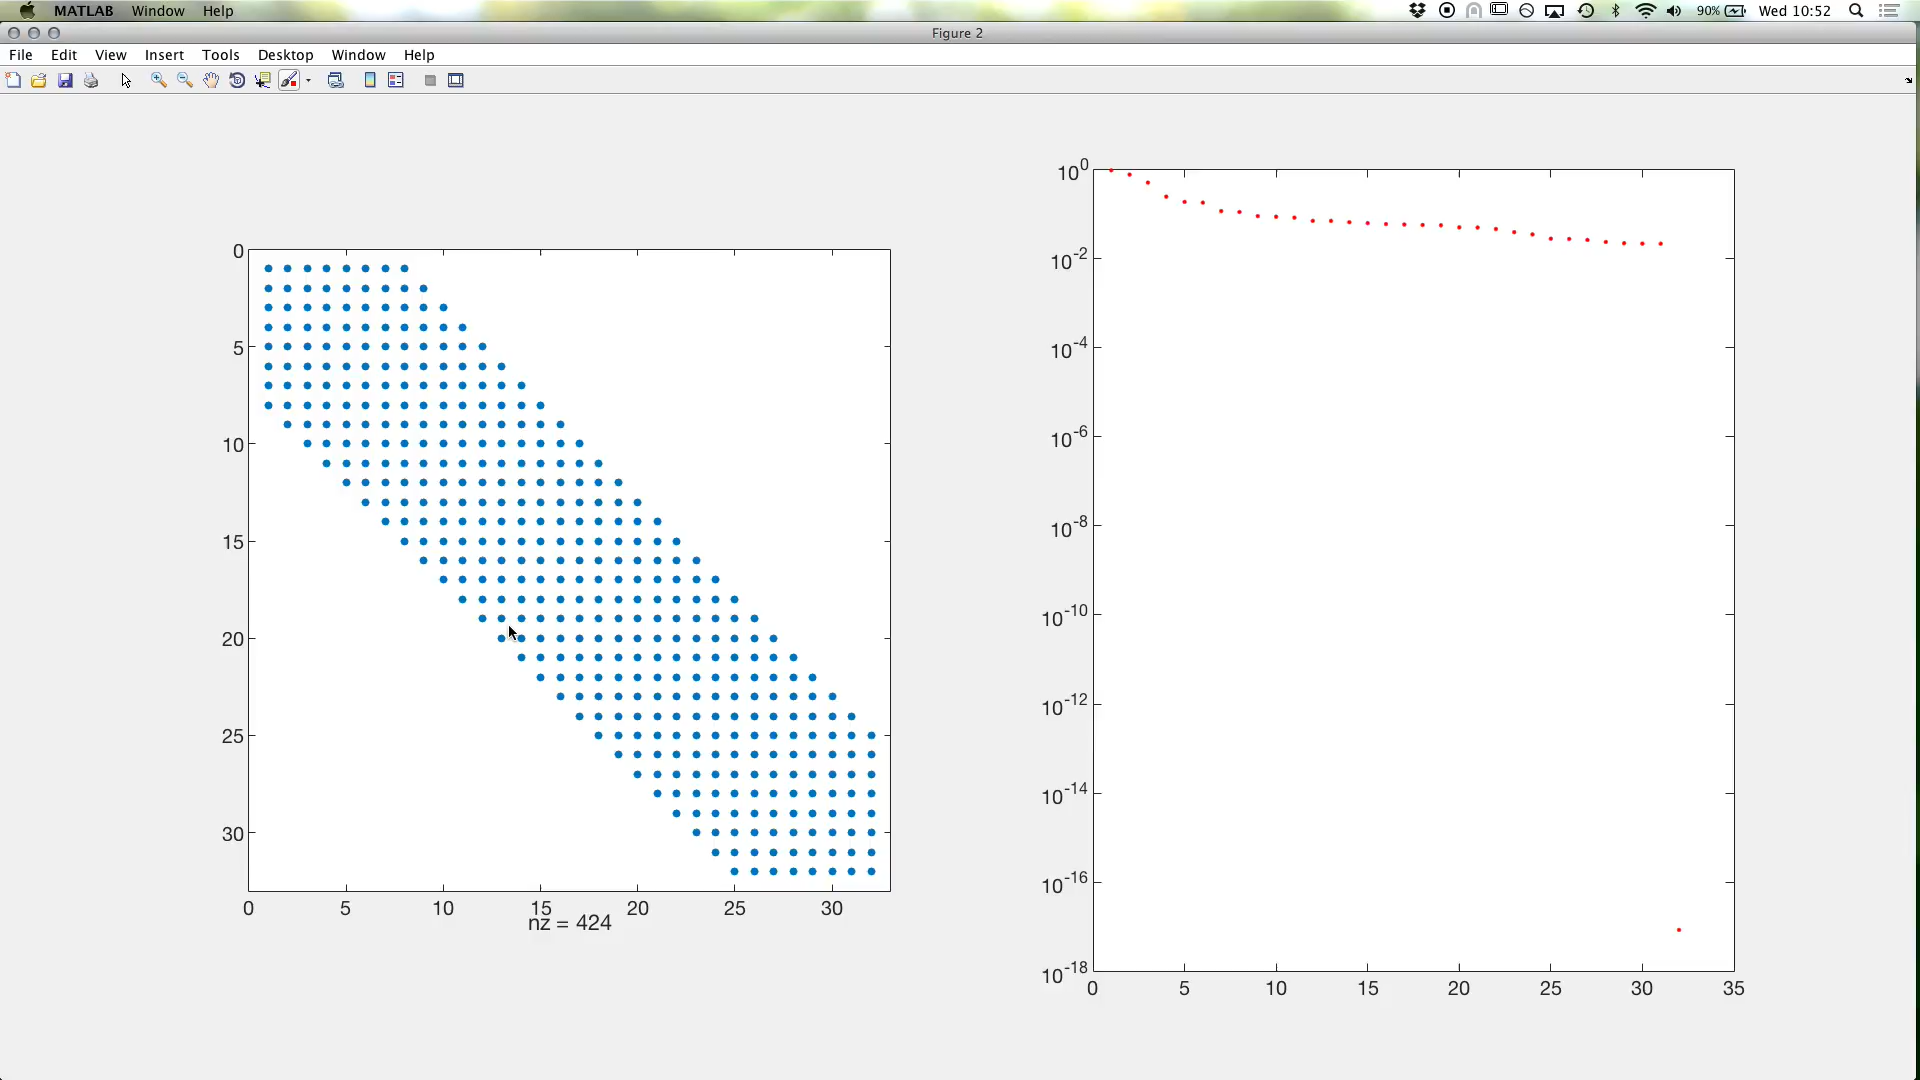 MATLAB Window Help 90% Wed 10:52
Figure 2
File Edit View Insert Tools Desktop Window Help
0
5
10
15
20
25
30
0 5 10 15 20 25 30
nz = 424
10^0
10^-2
10^-4
10^-6
10^-8
10^-10
10^-12
10^-14
10^-16
10^-18
0 5 10 15 20 25 30 35